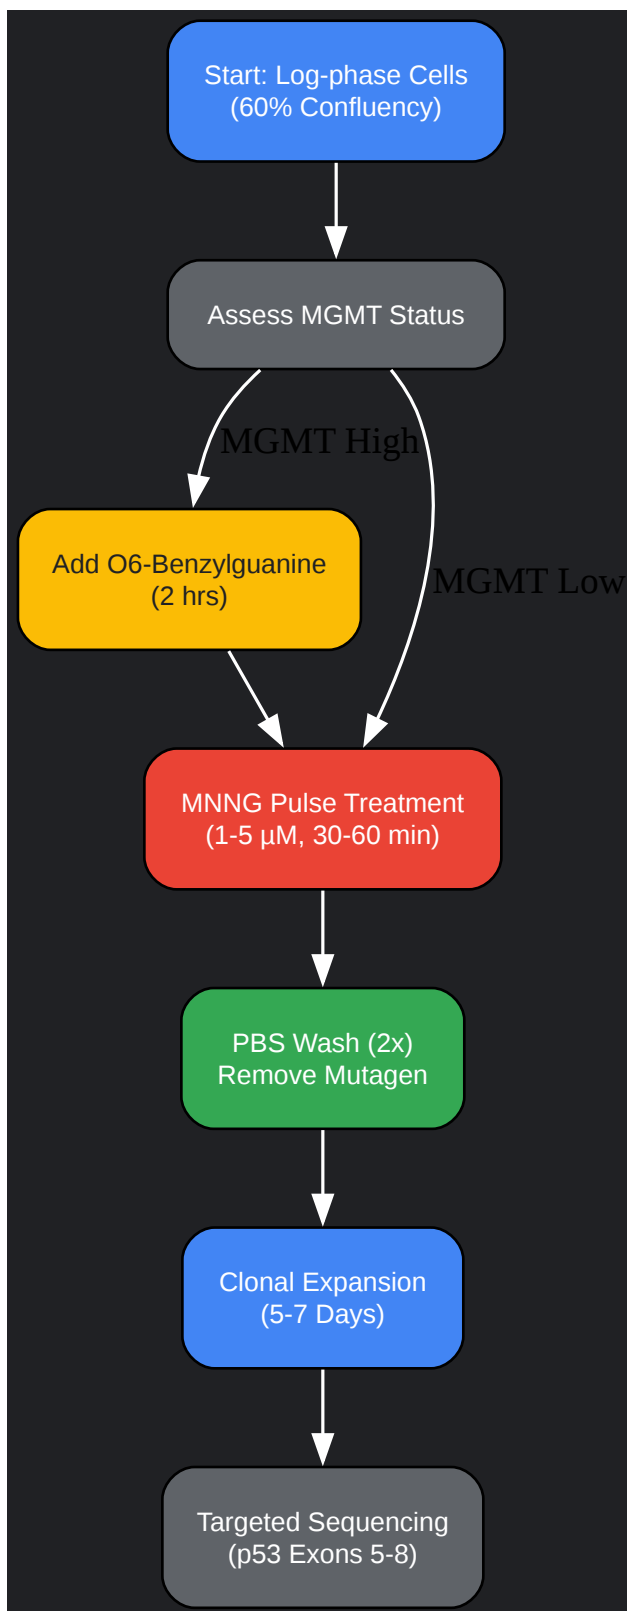 Start: Log-phase Cells
(60% Confluency)
Assess MGMT Status
MGMT High
Add O6-Benzylguanine
(2 hrs)
MGMT Low
MNNG Pulse Treatment
(1-5 µM, 30-60 min)
PBS Wash (2x)
Remove Mutagen
Clonal Expansion
(5-7 Days)
Targeted Sequencing
(p53 Exons 5-8)